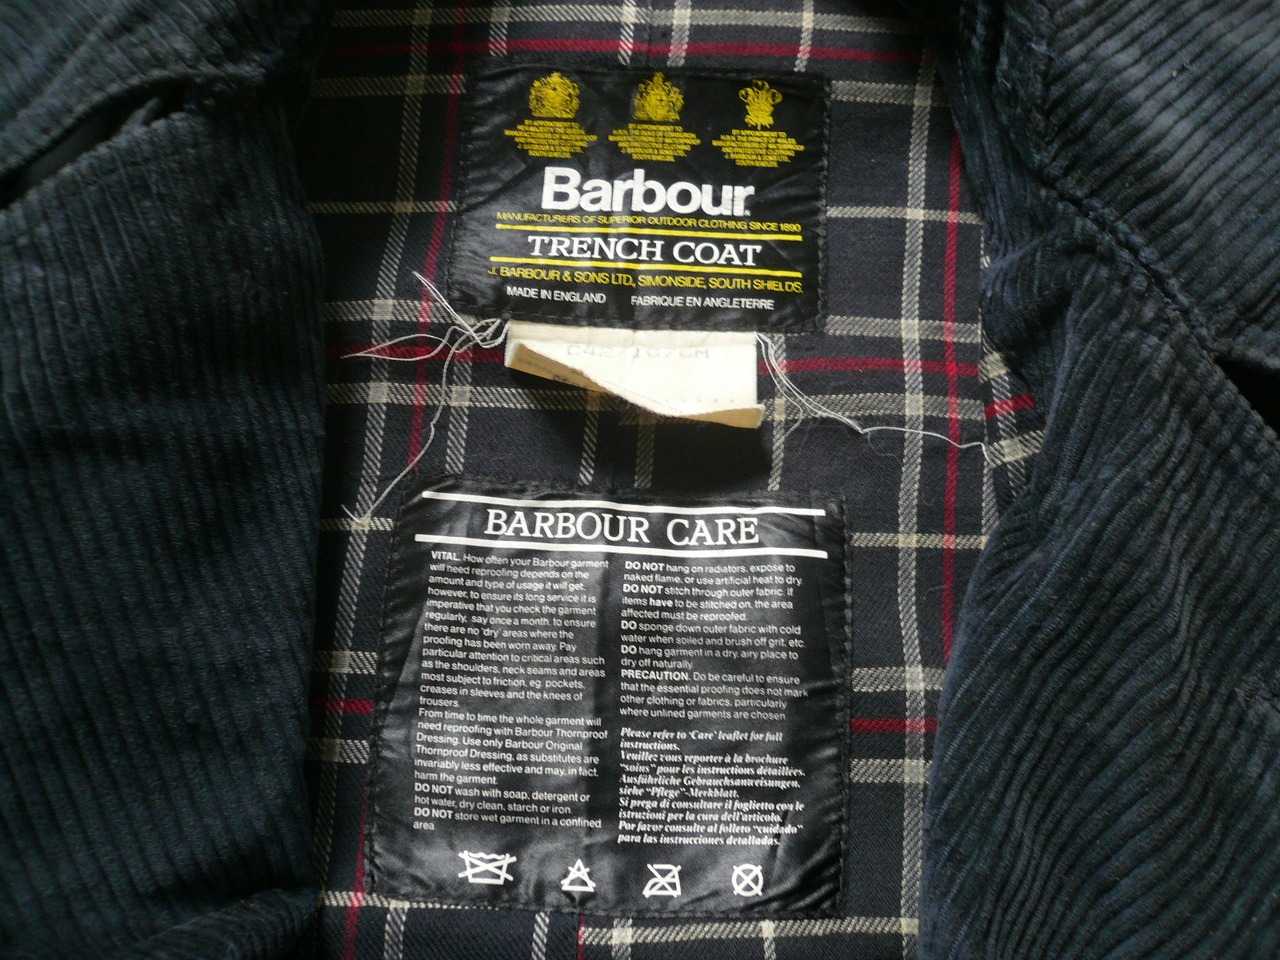 Barbour
MANUFACTURERS OF SUPERIOR OUTDOOR CLOTHING SINCE 1890
TRENCH COAT
J. BARBOUR & SONS LTD, SIMONSIDE, SOUTH SHIELDS.
MADE IN ENGLAND FABRIQUE EN ANGLETERRE
BARBOUR CARE
VITAL. How often your Barbour garment
will need reproofing depends on the
amount and type of usage it will get,
however, to ensure its long service it is
imperative that you check the garment
regularly, say once a month, to ensure
there are no 'dry' areas where the
proofing has been worn away. Pay
particular attention to critical areas such
as the shoulders, neck seams and areas
most subject to friction, eg. pockets,
creases in sleeves and the knees of
trousers.
From time to time the whole garment will
need reproofing with Barbour Thornproof
Dressing. Use only Barbour Original
Thornproof Dressing, as substitutes are
invariably less effective and may, in fact,
harm the garment.
DO NOT wash with soap, detergent or
hot water, dry clean, starch or iron.
DO NOT store wet garment in a confined
area.
DO NOT hang on radiators, expose to
naked flame, or use artificial heat to dry.
DO NOT stitch through outer fabric. If
items have to be stitched on, the area
affected must be reproofed.
DO sponge down outer fabric with cold
water when soiled and brush off grit, etc.
DO hang garment in a dry, airy place to
dry off naturally.
PRECAUTION. Do be careful to ensure
that the essential proofing does not mark
other clothing or fabrics, particularly
where unlined garments are chosen
Please refer to 'Care' leaflet for full
instructions.
Veuillez vous reporter à la brochure
"soins" pour les instructions détaillées.
Ausführliche Gebrauchsanweisungen,
siehe "Pflege"-Merkblatt.
Si prega di consultare il foglietto con le
istruzioni per la cura dell'articolo.
Por favor consulte al folleto "cuidado"
para las instrucciones detalladas.